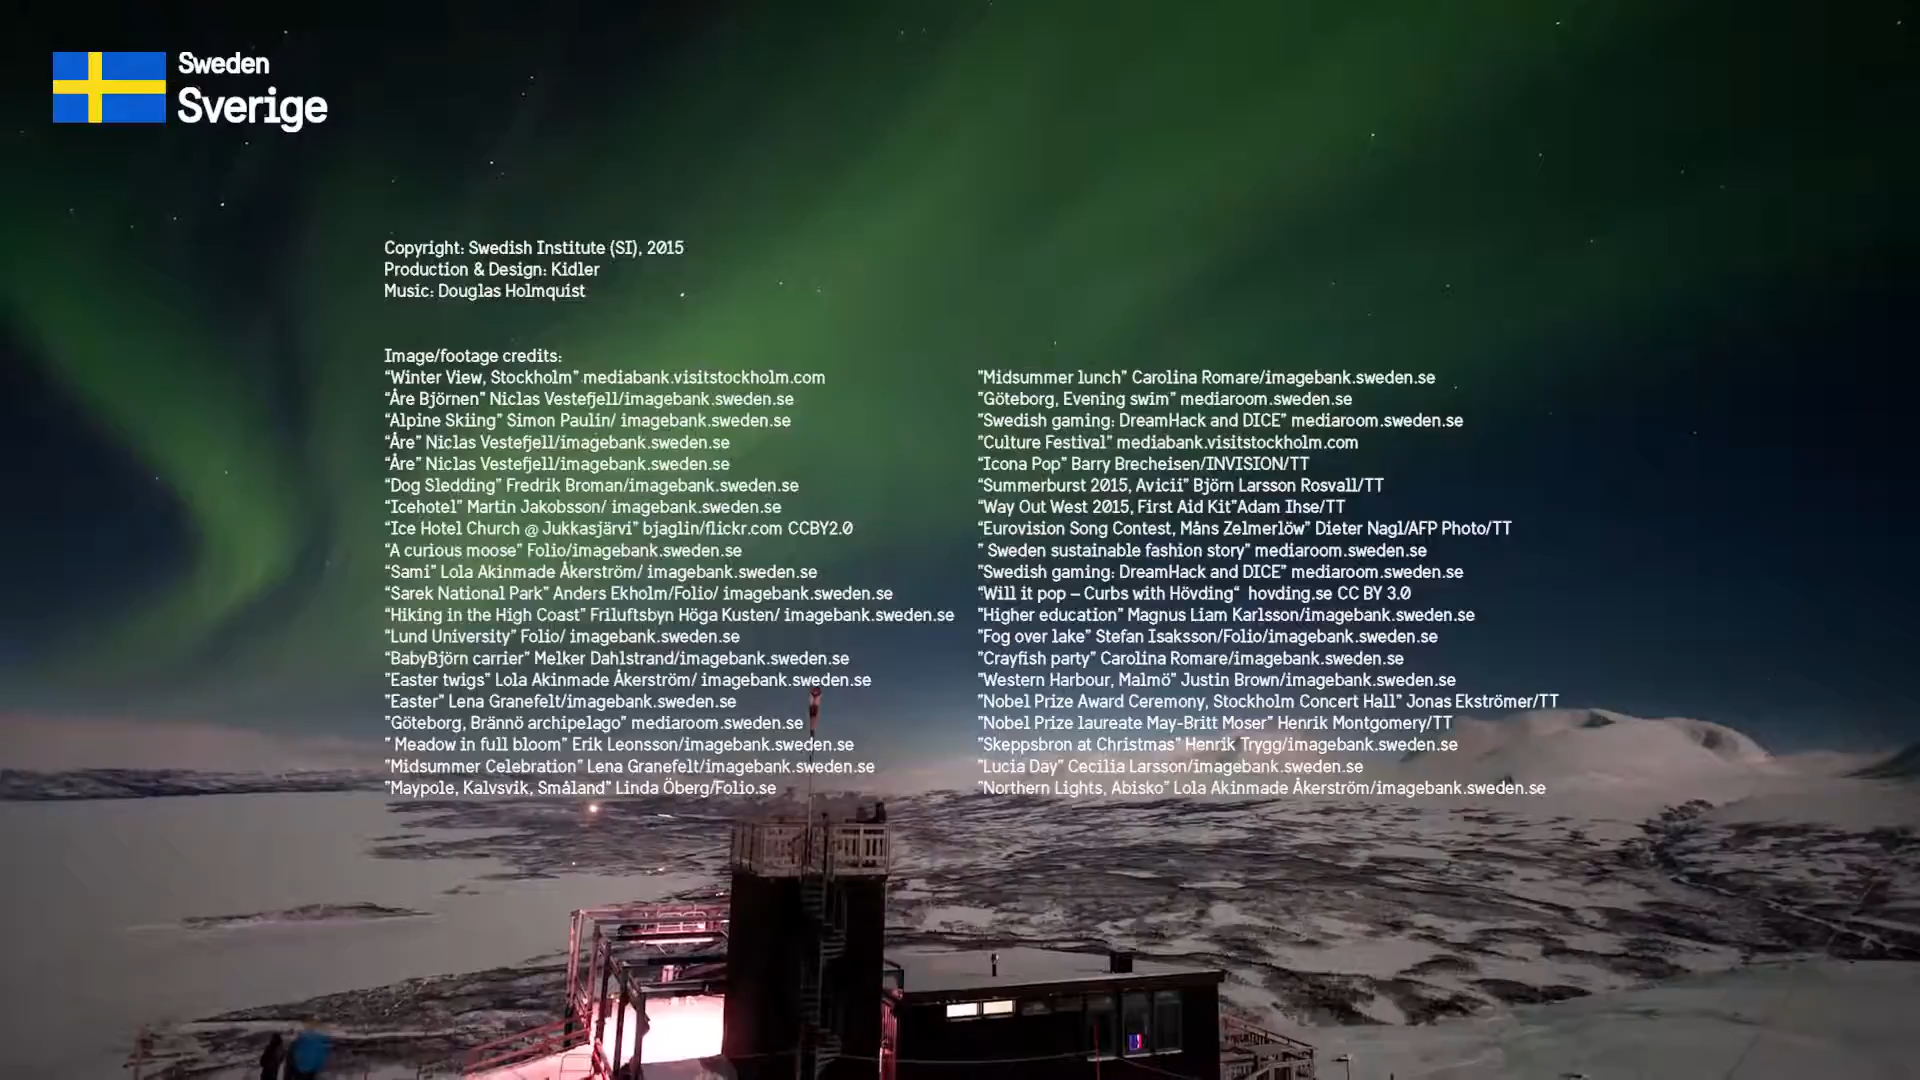 Sweden
Sverige
Copyright: Swedish Institute (SI), 2015
Production & Design: Kidler
Music: Douglas Holmquist
Image/footage credits:
“Winter View, Stockholm” mediabank.visitstockholm.com
“Åre Björnen” Niclas Vestefjell/imagebank.sweden.se
“Alpine Skiing” Simon Paulin/ imagebank.sweden.se
“Åre” Niclas Vestefjell/imagebank.sweden.se
“Åre” Niclas Vestefjell/imagebank.sweden.se
“Dog Sledding” Fredrik Broman/imagebank.sweden.se
“Icehotel” Martin Jakobsson/ imagebank.sweden.se
“Ice Hotel Church @ Jukkasjärvi” bjaglin/flickr.com CCBY2.0
“A curious moose” Folio/imagebank.sweden.se
“Sami” Lola Akinmade Åkerström/ imagebank.sweden.se
“Sarek National Park” Anders Ekholm/Folio/ imagebank.sweden.se
“Hiking in the High Coast” Friluftsbyn Höga Kusten/ imagebank.sweden.se
“Lund University” Folio/ imagebank.sweden.se
“BabyBjörn carrier” Melker Dahlstrand/imagebank.sweden.se
”Easter twigs” Lola Akinmade Åkerström/ imagebank.sweden.se
”Easter” Lena Granefelt/imagebank.sweden.se
”Göteborg, Brännö archipelago” mediaroom.sweden.se
” Meadow in full bloom” Erik Leonsson/imagebank.sweden.se
”Midsummer Celebration” Lena Granefelt/imagebank.sweden.se
”Maypole, Kalvsvik, Småland” Linda Öberg/Folio.se
”Midsummer lunch” Carolina Romare/imagebank.sweden.se
”Göteborg, Evening swim” mediaroom.sweden.se
”Swedish gaming: DreamHack and DICE” mediaroom.sweden.se
”Culture Festival” mediabank.visitstockholm.com
“Icona Pop” Barry Brecheisen/INVISION/TT
“Summerburst 2015, Avicii” Björn Larsson Rosvall/TT
“Way Out West 2015, First Aid Kit”Adam Ihse/TT
“Eurovision Song Contest, Måns Zelmerlöw” Dieter Nagl/AFP Photo/TT
” Sweden sustainable fashion story” mediaroom.sweden.se
”Swedish gaming: DreamHack and DICE” mediaroom.sweden.se
“Will it pop – Curbs with Hövding“ hovding.se CC BY 3.0
”Higher education” Magnus Liam Karlsson/imagebank.sweden.se
”Fog over lake” Stefan Isaksson/Folio/imagebank.sweden.se
”Crayfish party” Carolina Romare/imagebank.sweden.se
”Western Harbour, Malmö” Justin Brown/imagebank.sweden.se
”Nobel Prize Award Ceremony, Stockholm Concert Hall” Jonas Ekströmer/TT
”Nobel Prize laureate May-Britt Moser” Henrik Montgomery/TT
”Skeppsbron at Christmas” Henrik Trygg/imagebank.sweden.se
”Lucia Day” Cecilia Larsson/imagebank.sweden.se
”Northern Lights, Abisko” Lola Akinmade Åkerström/imagebank.sweden.se